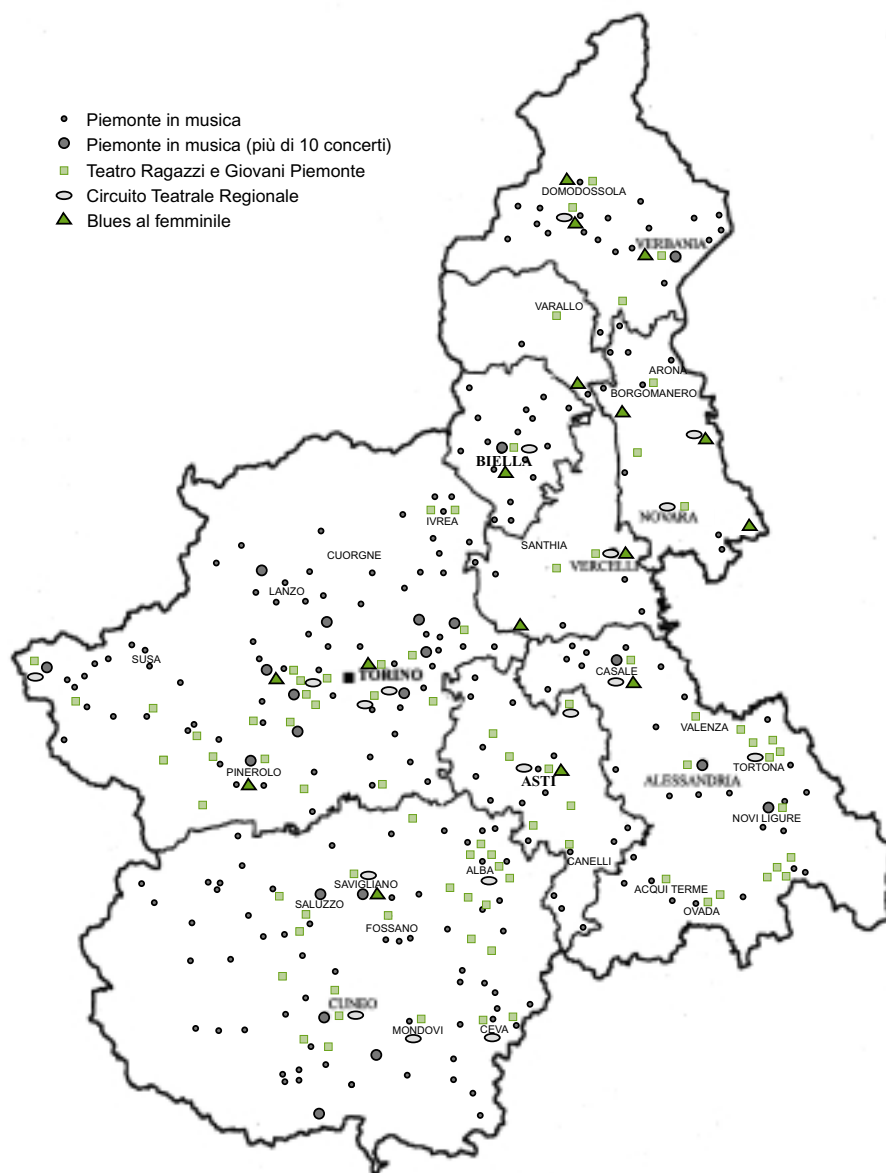 Piemonte in musica
Piemonte in musica (più di 10 concerti)
Teatro Ragazzi e Giovani Piemonte
Circuito Teatrale Regionale
Blues al femminile
DOMODOSSOLA
VERBANIA
VARALLO
ARONA
BORGOMANERO
BIELLA
IVREA
NOVARA
SANTHIA
CUORGNE
VERCELLI
LANZO
SUSA
TORINO
CASALE
VALENZA
PINEROLO
ASTI
TORTONA
ALESSANDRIA
NOVI LIGURE
CANELLI
ALBA
SAVIGLIANO
ACQUI TERME
SALUZZO
OVADA
FOSSANO
CUNEO
MONDOVI
CEVA